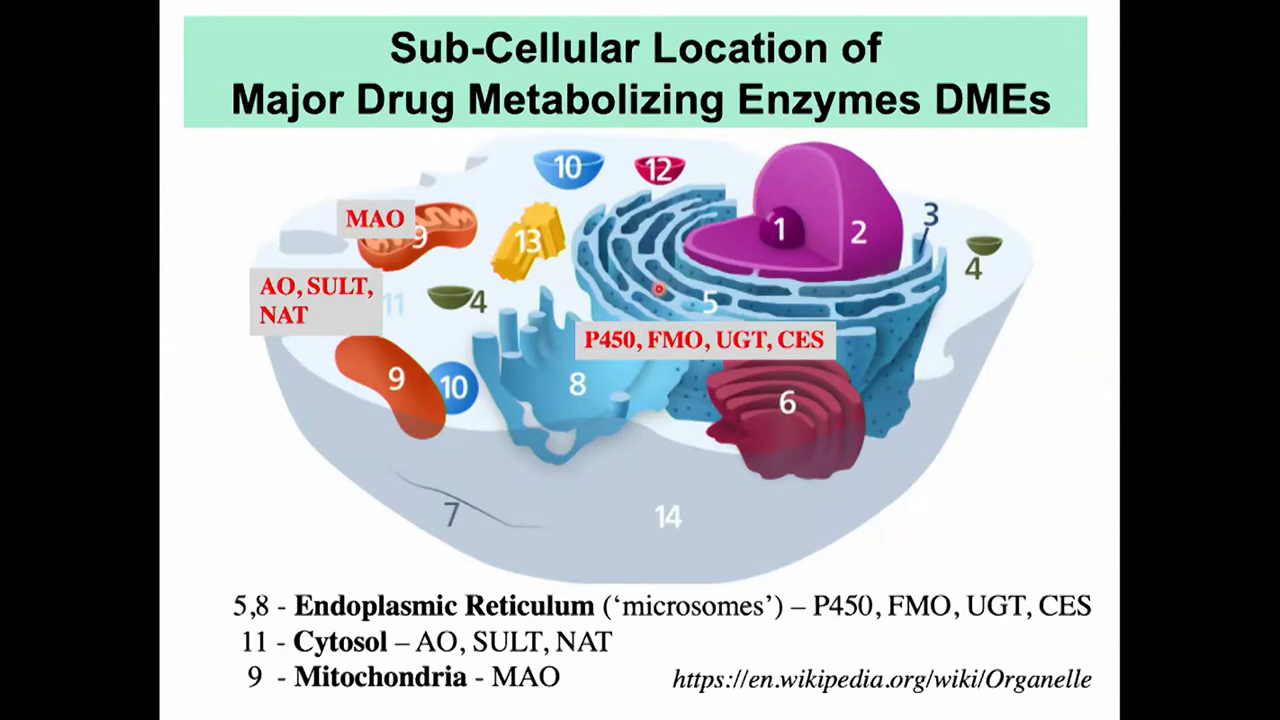 Sub-Cellular Location of
Major Drug Metabolizing Enzymes DMEs
10
12
1
2
3
MAO
9
13
4
AO, SULT,
NAT
11
4
5
P450, FMO, UGT, CES
9
10
8
6
7
14
5,8 - Endoplasmic Reticulum (‘microsomes’) – P450, FMO, UGT, CES
11 - Cytosol – AO, SULT, NAT
9 - Mitochondria - MAO
https://en.wikipedia.org/wiki/Organelle